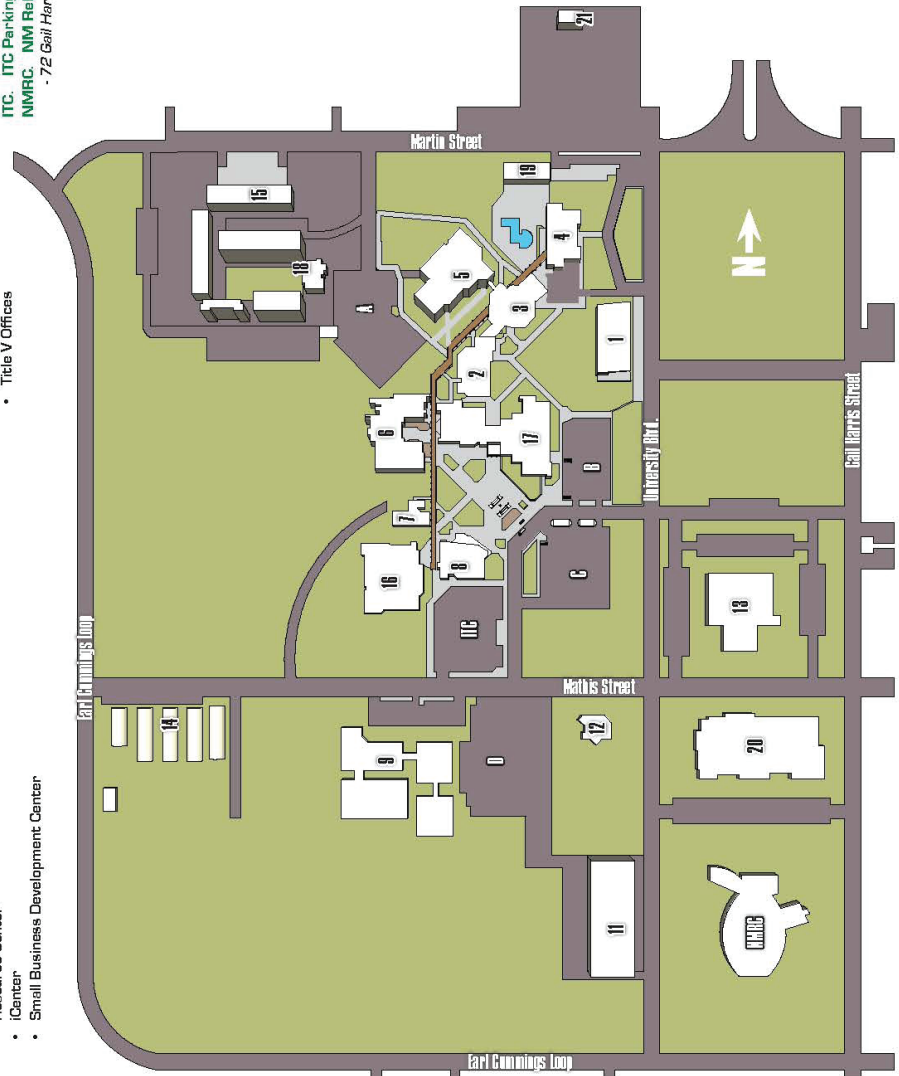 ITC. ITC Parking
NMRC. NM Rel
- 72 Gail Har
• Title V Offices
• iCenter
• Small Business Development Center
Martin Street
21
19
15
18
4
5
3
A
1
2
N
6
17
B
University Blvd.
Gail Harris Street
7
16
8
C
ITC
13
Earl Cummings Loop
Mathis Street
14
9
D
12
20
11
NMRC
Earl Cummings Loop